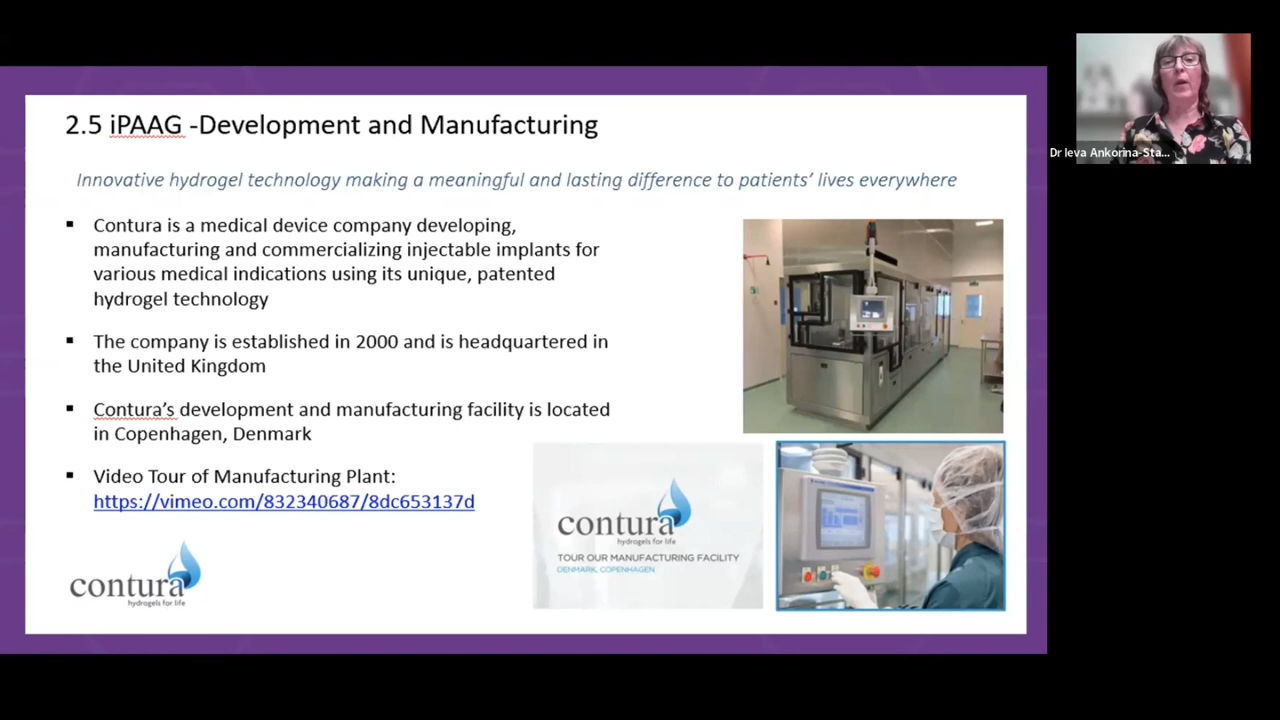 2.5 iPAAG -Development and Manufacturing
Innovative hydrogel technology making a meaningful and lasting difference to patients’ lives everywhere
▪ Contura is a medical device company developing,
manufacturing and commercializing injectable implants for
various medical indications using its unique, patented
hydrogel technology
▪ The company is established in 2000 and is headquartered in
the United Kingdom
▪ Contura’s development and manufacturing facility is located
in Copenhagen, Denmark
▪ Video Tour of Manufacturing Plant:
https://vimeo.com/832340687/8dc653137d
contura
hydrogels for life
contura
hydrogels for life
TOUR OUR MANUFACTURING FACILITY
DENMARK, COPENHAGEN
Dr Ieva Ankorina-Sta...